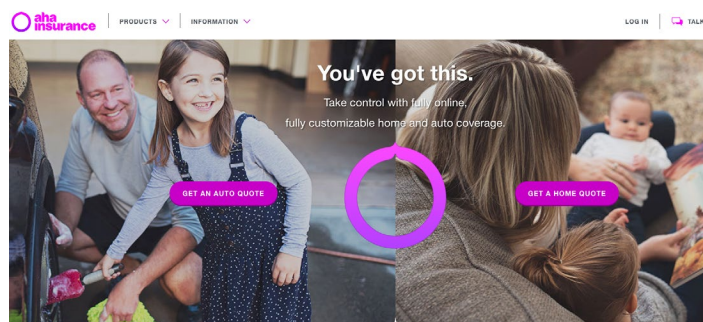 aha
insurance
PRODUCTS
INFORMATION
LOG IN
TALK
You've got this.
Take control with fully online,
fully customizable home and auto coverage.
GET AN AUTO QUOTE
GET A HOME QUOTE